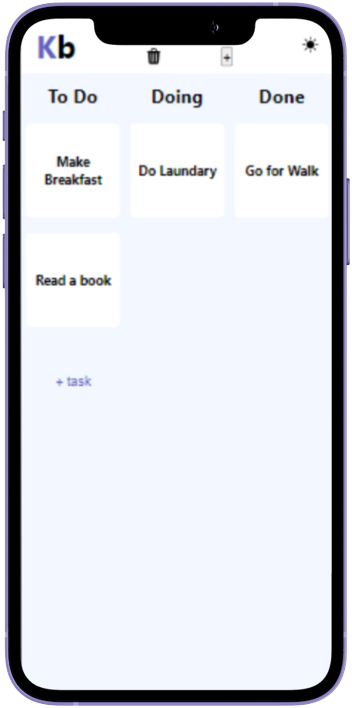 Kb
+
To Do
Doing
Done
Make
Breakfast
Do Laundary
Go for Walk
Read a book
+ task